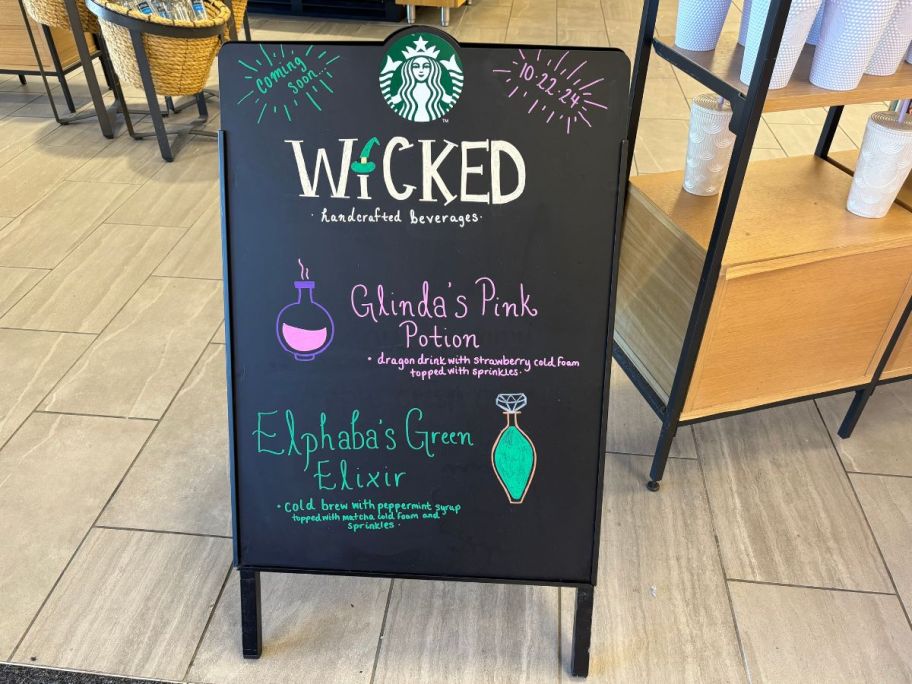 Coming
Soon
10.22.24
TM
WICKED
· handcrafted beverages ·
Glinda's Pink
Potion
• dragon drink with strawberry cold foam
topped with sprinkles.
Elphaba's Green
Elixir
• cold brew with peppermint syrup
topped with matcha cold foam and
sprinkles ·